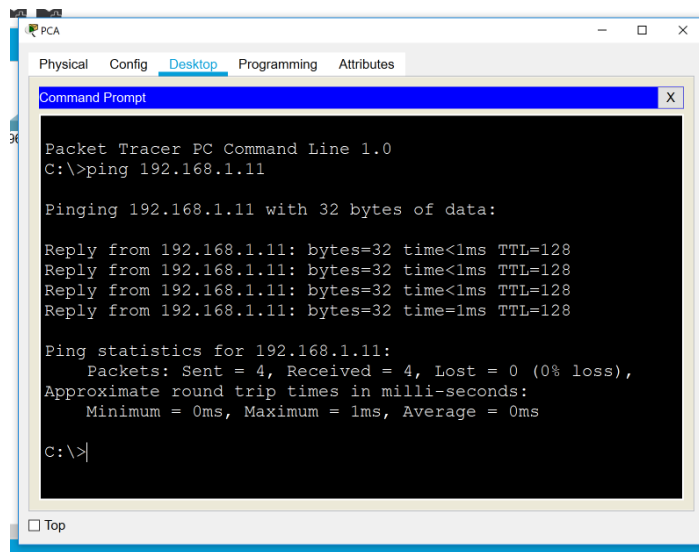 PCA
Physical Config Desktop Programming Attributes
Command Prompt
X
Packet Tracer PC Command Line 1.0
C:\>ping 192.168.1.11
Pinging 192.168.1.11 with 32 bytes of data:
Reply from 192.168.1.11: bytes=32 time<1ms TTL=128
Reply from 192.168.1.11: bytes=32 time<1ms TTL=128
Reply from 192.168.1.11: bytes=32 time<1ms TTL=128
Reply from 192.168.1.11: bytes=32 time=1ms TTL=128
Ping statistics for 192.168.1.11:
Packets: Sent = 4, Received = 4, Lost = 0 (0% loss),
Approximate round trip times in milli-seconds:
Minimum = 0ms, Maximum = 1ms, Average = 0ms
C:\>
Top